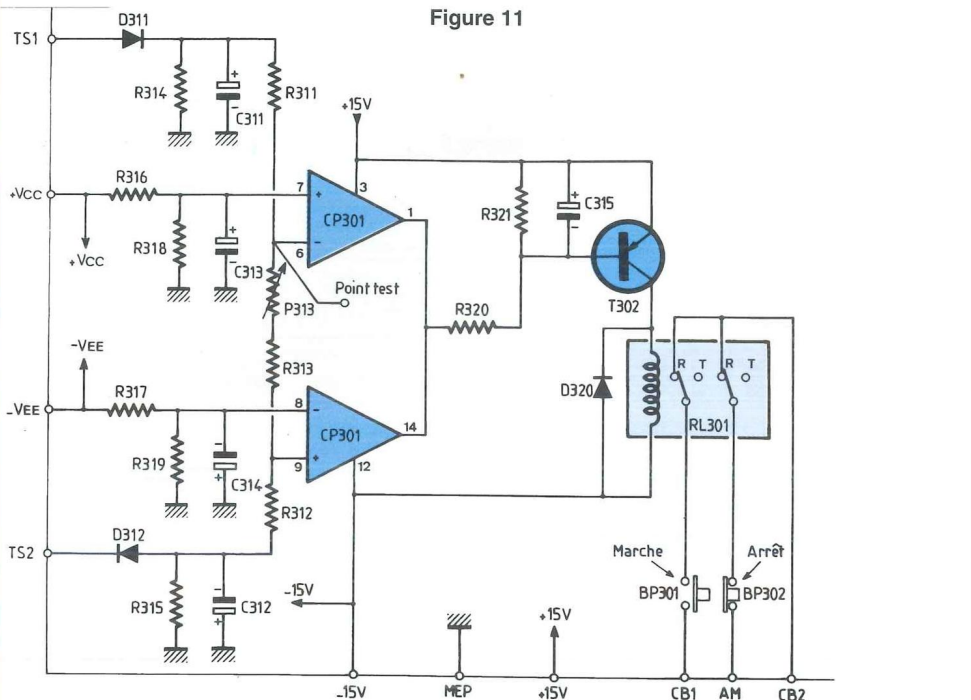 Figure 11
TS1
D311
R314
+
-
C311
R311
+15V
+VCC
R316
+VCC
R318
+
-
C313
7
+
3
CP301
1
-
6
Point test
P313
R321
+
-
C315
T302
R320
-VEE
R313
-VEE
R317
8
-
CP301
14
9
+
12
R319
-
+
C314
R312
D320
R T R T
RL301
TS2
D312
R315
-
+
C312
-15V
Marche
Arrêt
BP301
BP302
+15V
-15V
MEP
+15V
CB1
AM
CB2